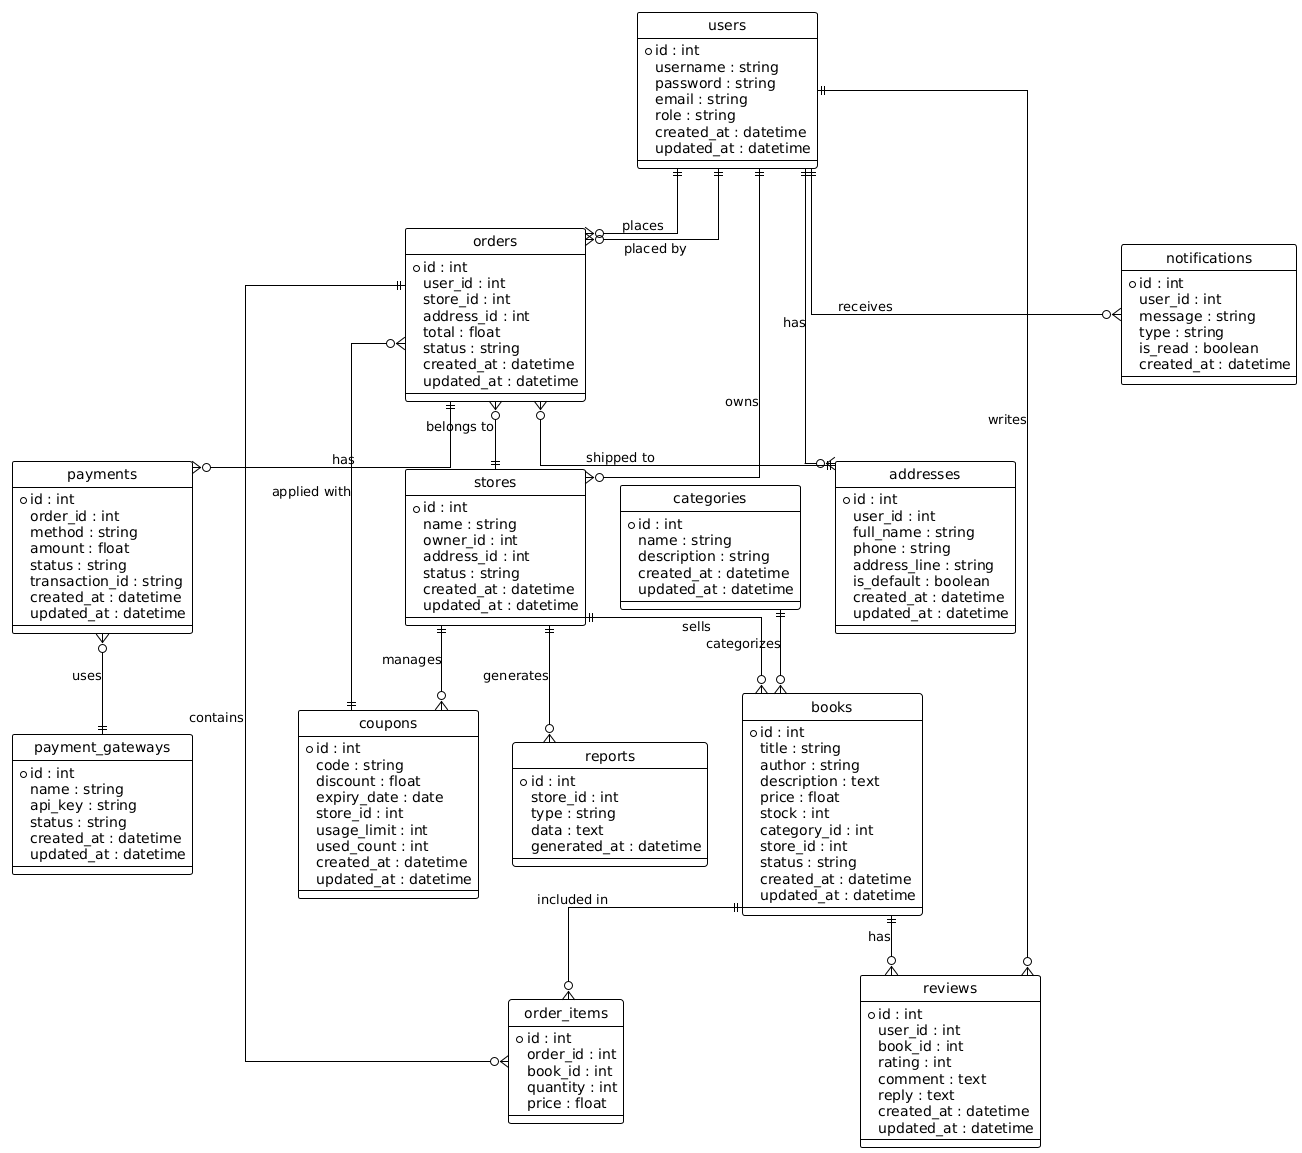 users
id : int
username : string
password : string
email : string
role : string
created_at : datetime
updated_at : datetime
places
placed by
orders
id : int
user_id : int
store_id : int
address_id : int
total : float
status : string
created_at : datetime
updated_at : datetime
notifications
id : int
user_id : int
message : string
type : string
is_read : boolean
created_at : datetime
receives
has
owns
writes
belongs to
has
shipped to
applied with
payments
id : int
order_id : int
method : string
amount : float
status : string
transaction_id : string
created_at : datetime
updated_at : datetime
stores
id : int
name : string
owner_id : int
address_id : int
status : string
created_at : datetime
updated_at : datetime
categories
id : int
name : string
description : string
created_at : datetime
updated_at : datetime
addresses
id : int
user_id : int
full_name : string
phone : string
address_line : string
is_default : boolean
created_at : datetime
updated_at : datetime
sells
categorizes
manages
generates
uses
contains
payment_gateways
id : int
name : string
api_key : string
status : string
created_at : datetime
updated_at : datetime
coupons
id : int
code : string
discount : float
expiry_date : date
store_id : int
usage_limit : int
used_count : int
created_at : datetime
updated_at : datetime
reports
id : int
store_id : int
type : string
data : text
generated_at : datetime
books
id : int
title : string
author : string
description : text
price : float
stock : int
category_id : int
store_id : int
status : string
created_at : datetime
updated_at : datetime
included in
has
order_items
id : int
order_id : int
book_id : int
quantity : int
price : float
reviews
id : int
user_id : int
book_id : int
rating : int
comment : text
reply : text
created_at : datetime
updated_at : datetime